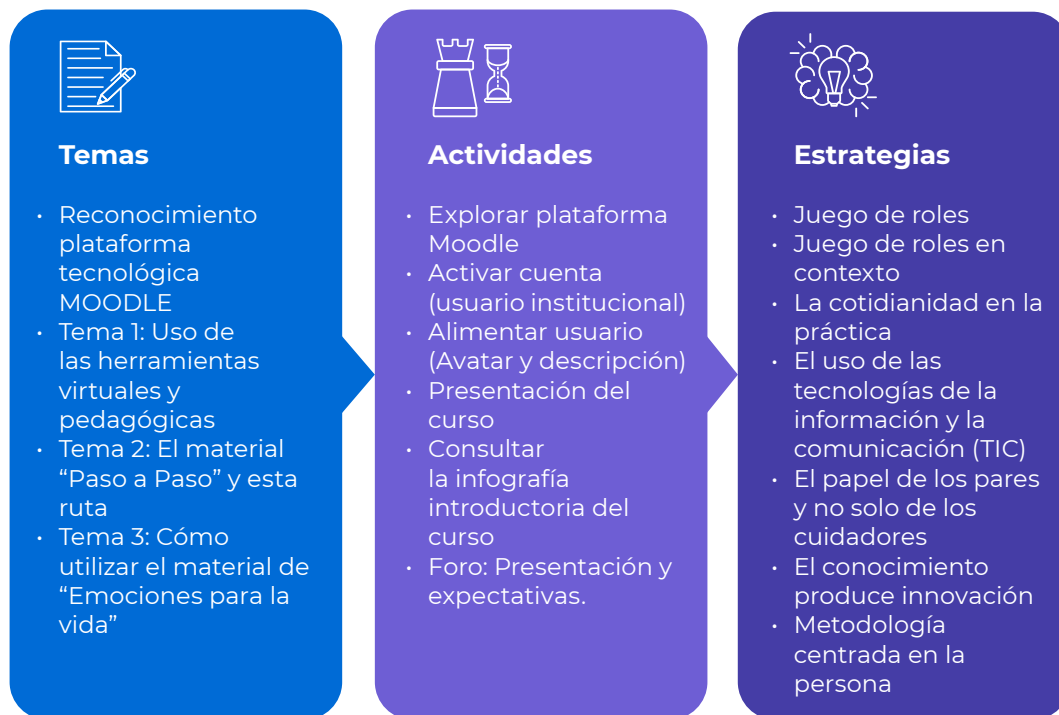 Temas
· Reconocimiento
plataforma
tecnológica
MOODLE
· Tema 1: Uso de
las herramientas
virtuales y
pedagógicas
· Tema 2: El material
“Paso a Paso” y esta
ruta
· Tema 3: Cómo
utilizar el material de
“Emociones para la
vida”
Actividades
· Explorar plataforma
Moodle
· Activar cuenta
(usuario institucional)
· Alimentar usuario
(Avatar y descripción)
· Presentación del
curso
· Consultar
la infografía
introductoria del
curso
· Foro: Presentación y
expectativas.
Estrategias
· Juego de roles
· Juego de roles en
contexto
· La cotidianidad en la
práctica
· El uso de las
tecnologías de la
información y la
comunicación (TIC)
· El papel de los pares
y no solo de los
cuidadores
· El conocimiento
produce innovación
· Metodología
centrada en la
persona